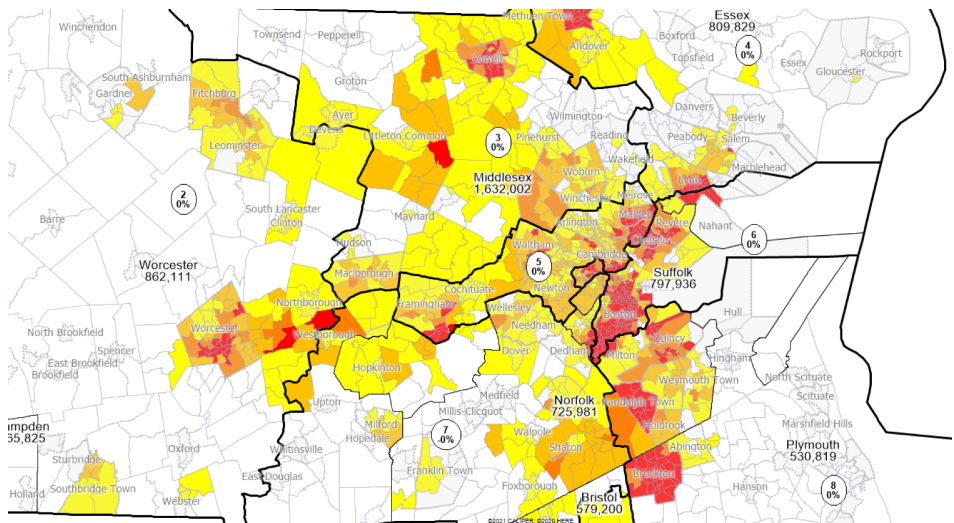 Winchendon
Townsend
Pepperell
Methuen Town
Essex
809,829
Boxford
4
0%
Rockport
Andover
Topsfield
Essex
Gloucester
Lowell
Groton
South Ashburnham
Gardner
Fitchburg
Ayer
Devens
Wilmington
Danvers
Beverly
Littleton Common
3
0%
Pinehurst
Reading
Peabody
Salem
Leominster
Wakefield
Marblehead
Woburn
Middlesex
1,632,002
Lynn
2
0%
Winchester
Melrose
South Lancaster
Clinton
Maynard
Arlington
Malden
Revere
Nahant
Barre
Hudson
Waltham
Chelsea
6
0%
Cambridge
Worcester
862,111
Marlborough
Cochituate
5
0%
Suffolk
797,936
Newton
Northborough
Framingham
Wellesley
Boston
Hull
Worcester
Westborough
Needham
Quincy
North Brookfield
Spencer
Dover
Dedham
Milton
Hingham
East Brookfield
Brookfield
Hopkinton
North Scituate
Weymouth Town
Scituate
Upton
Medfield
Norfolk
725,981
Millis-Clicquot
Randolph Town
Marshfield Hills
Milford
Hopedale
Holbrook
ampden
65,825
7
-0%
Walpole
Plymouth
530,819
Sturbridge
Oxford
Whitinsville
Sharon
Abington
Franklin Town
East Douglas
Brockton
Holland
Southbridge Town
Webster
Foxborough
Bristol
579,200
Hanson
8
0%
©2021 CALIPER; ©2020 HERE